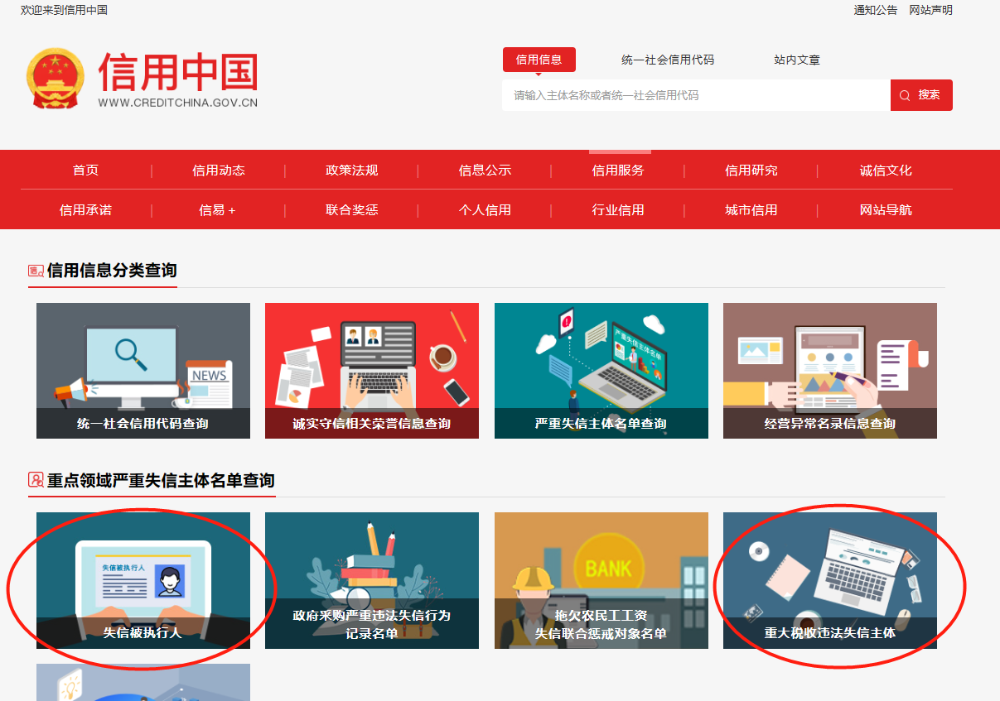 欢迎来到信用中国
通知公告 网站声明
信用中国
WWW.CREDITCHINA.GOV.CN
信用信息 统一社会信用代码 站内文章
请输入主体名称或者统一社会信用代码 搜索
首页 信用动态 政策法规 信息公示 信用服务 信用研究 诚信文化
信用承诺 信易+ 联合奖惩 个人信用 行业信用 城市信用 网站导航
信用信息分类查询
NEWS
严重失信主体名单
统一社会信用代码查询 诚实守信相关荣誉信息查询 严重失信主体名单查询 经营异常名录信息查询
重点领域严重失信主体名单查询
失信被执行人
BANK
失信被执行人
政府采购严重违法失信行为
记录名单
拖欠农民工工资
失信联合惩戒对象名单
重大税收违法失信主体